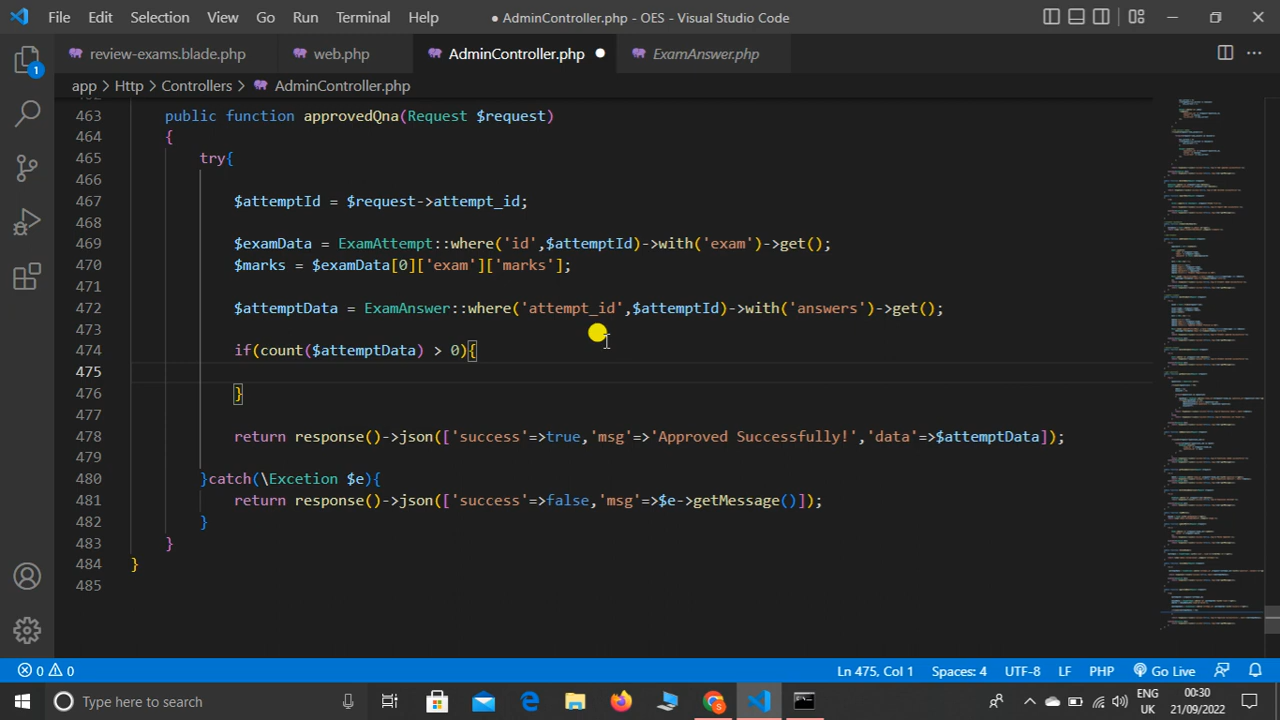 File Edit Selection View Go Run Terminal Help ● AdminController.php - OES - Visual Studio Code
review-exams.blade.php web.php AdminController.php ● ExamAnswer.php
1
app > Http > Controllers > AdminController.php
463 public function approvedQna(Request $request)
464 {
465 try{
466
467 $attemptId = $request->attempt_id;
468
469 $examData = ExamAttempt::where('id',$attemptId)->with('exam')->get();
470 $marks = $examData[0]['exam']['marks'];
471
472 $attemptData = ExamAnswer::where('attempt_id',$attemptId)->with('answers')->get();
473
474 if(count($attemptData) > 0){
475
476 }
477
478 return response()->json(['success'=>true,'msg'=>'Approved Successfully!','data'=>$attemptData]);
479
480 }catch(\Excetion $e){
481 return response()->json(['success'=>false,'msg'=>$e->getMessage()]);
482 }
483 }
484 }
485
0 0 Ln 475, Col 1 Spaces: 4 UTF-8 LF PHP Go Live
Type here to search ENG UK 00:30 21/09/2022